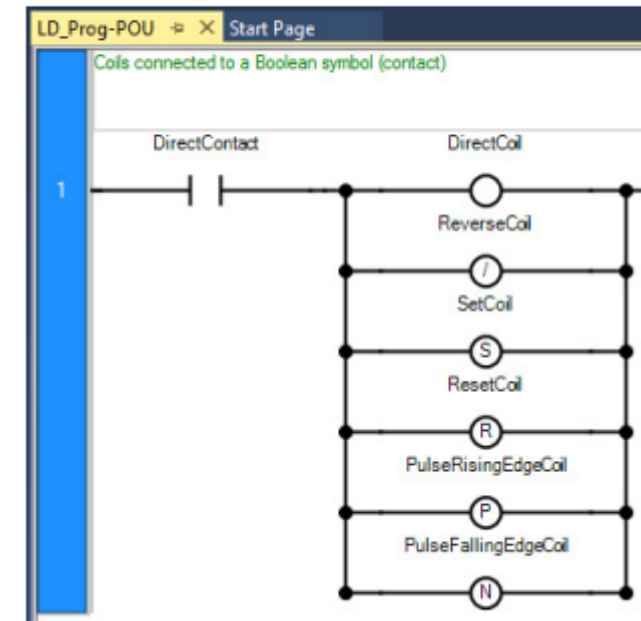 LD_Prog-POU Start Page
Coils connected to a Boolean symbol (contact)
DirectContact DirectCoil
1
ReverseCoil
/
SetCoil
S
ResetCoil
R
PulseRisingEdgeCoil
P
PulseFallingEdgeCoil
N